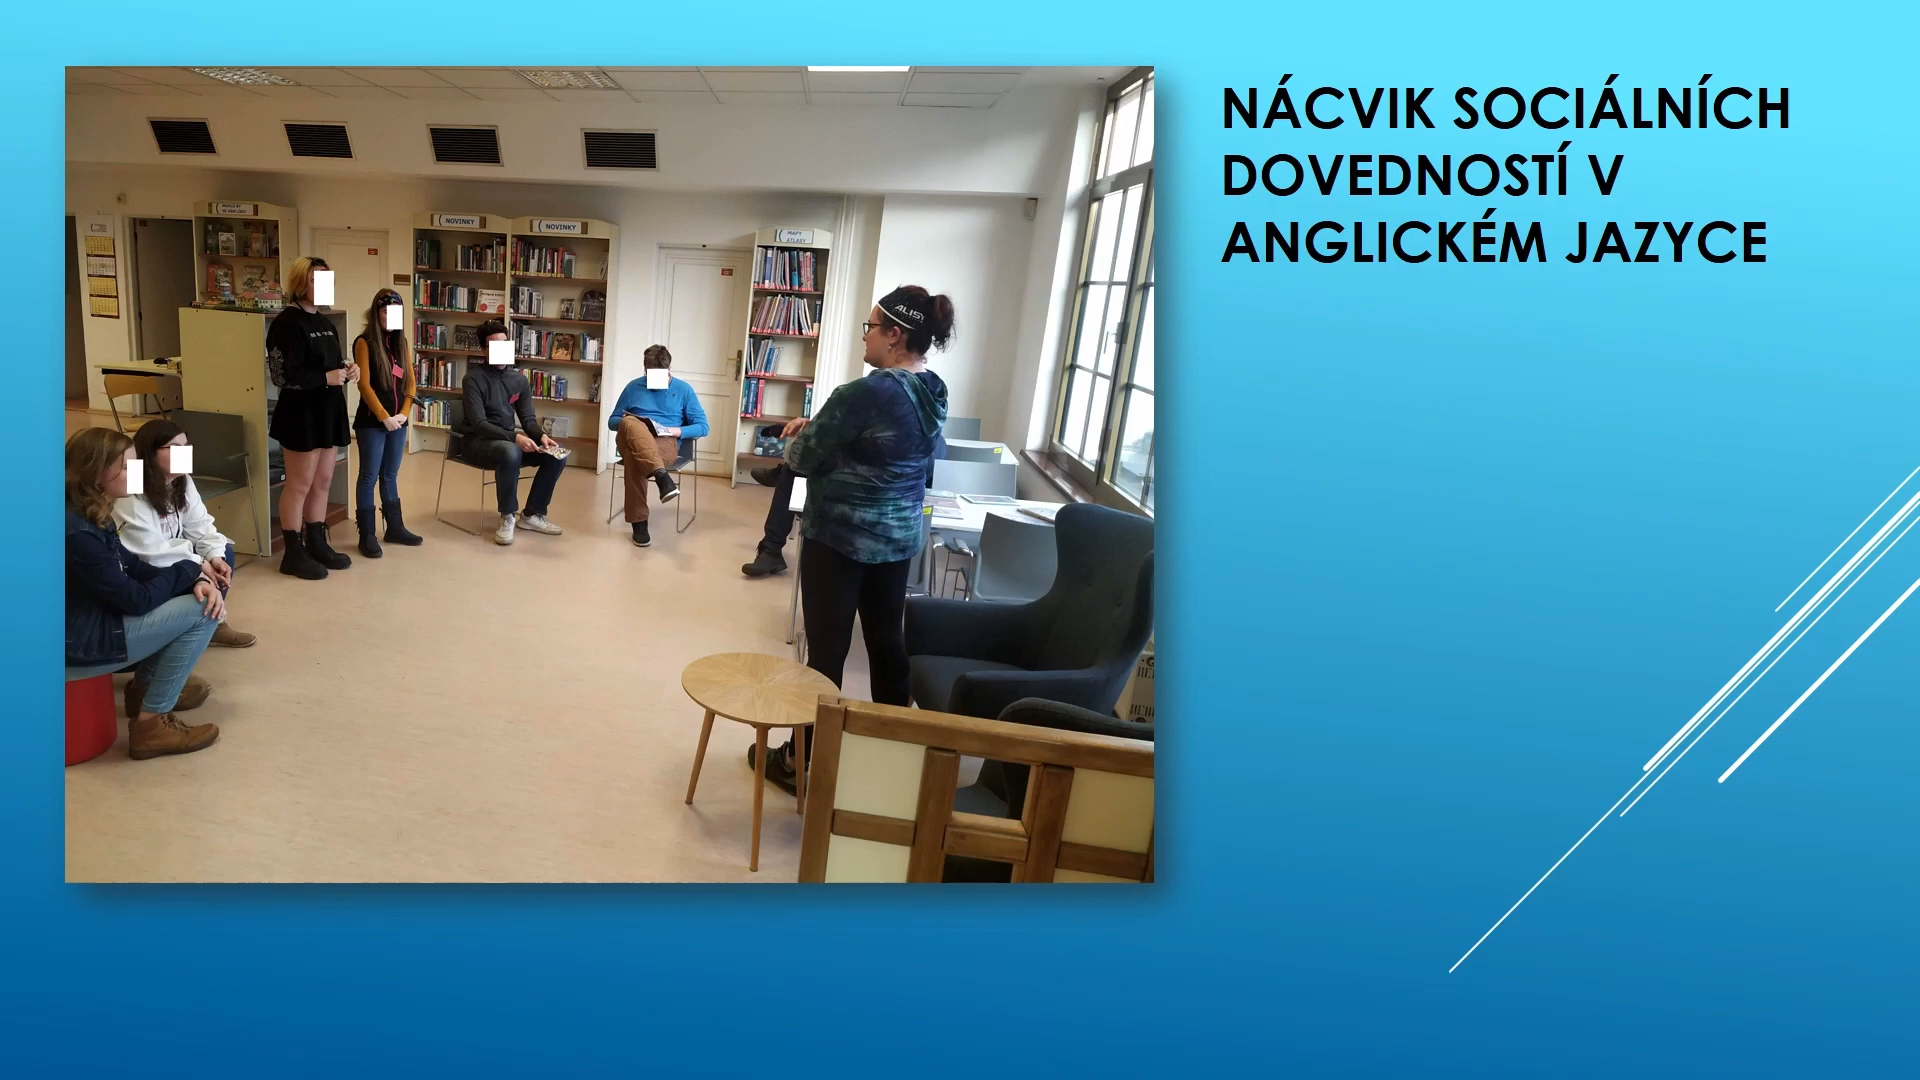 NÁCVIK SOCIÁLNÍCH
DOVEDNOSTÍ V
ANGLICKÉM JAZYCE
NOVINKY
NOVINKY
MAPY
ATLASY